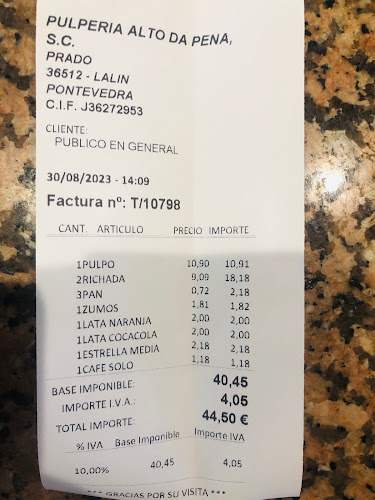 PULPERIA ALTO DA PENA,
S.C.
PRADO
36512 - LALIN
PONTEVEDRA
C.I.F. J36272953
CLIENTE:
PUBLICO EN GENERAL
30/08/2023 - 14:09
Factura nº: T/10798
CANT. ARTICULO PRECIO IMPORTE
1PULPO 10,90 10,91
2RICHADA 9,09 18,18
3PAN 0,72 2,18
1ZUMOS 1,81 1,82
1LATA NARANJA 2,00 2,00
1LATA COCACOLA 2,00 2,00
1ESTRELLA MEDIA 2,18 2,18
1CAFE SOLO 1,18 1,18
BASE IMPONIBLE: 40,45
IMPORTE I.V.A.: 4,05
TOTAL IMPORTE: 44,50 €
% IVA Base Imponible Importe IVA
10,00% 40,45 4,05
*** GRACIAS POR SU VISITA ***